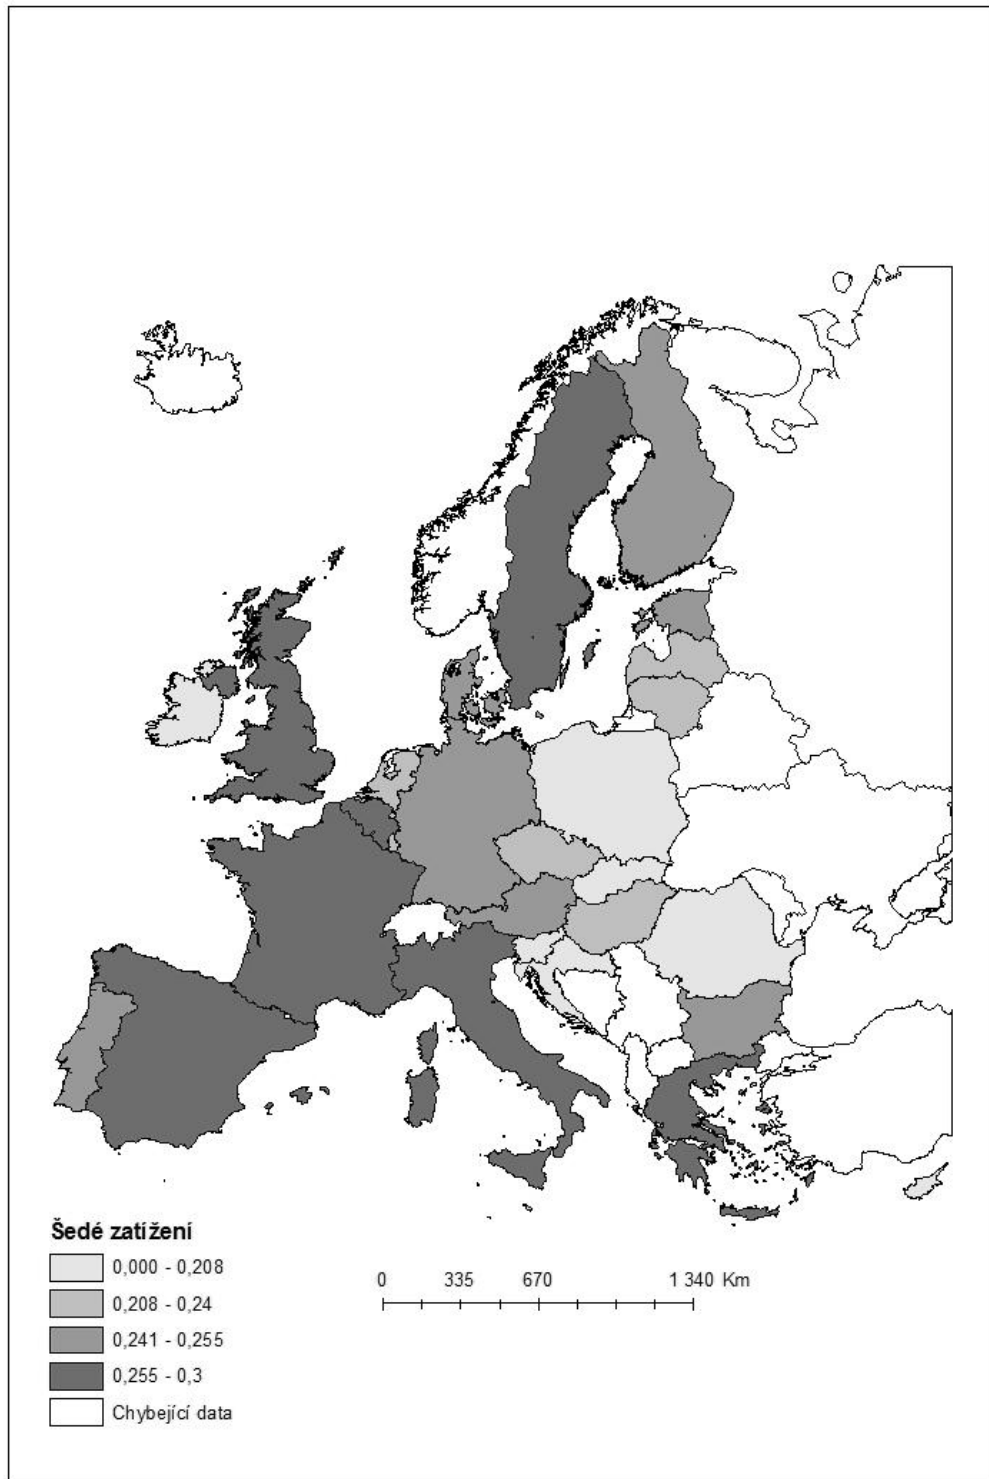 Šedé zatížení
0,000 - 0,208
0,208 - 0,24
0,241 - 0,255
0,255 - 0,3
Chybející data
0 335 670 1 340 Km